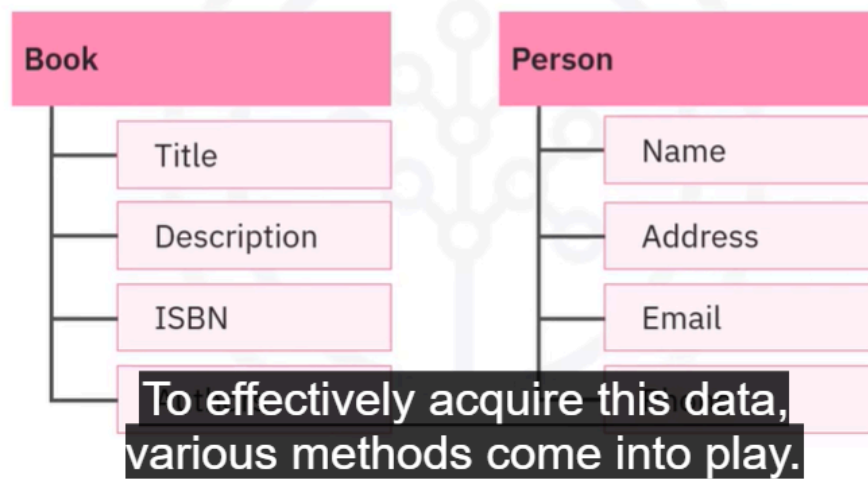 Book
Title
Description
ISBN
Person
Name
Address
Email
To effectively acquire this data,
various methods come into play.